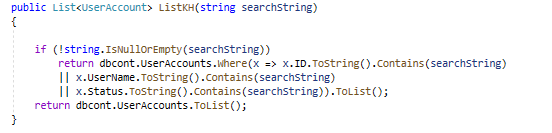 public List<UserAccount> ListKH(string searchString)
{
if (!string.IsNullOrEmpty(searchString))
return dbcont.UserAccounts.Where(x => x.ID.ToString().Contains(searchString)
|| x.UserName.ToString().Contains(searchString)
|| x.Status.ToString().Contains(searchString)).ToList();
return dbcont.UserAccounts.ToList();
}